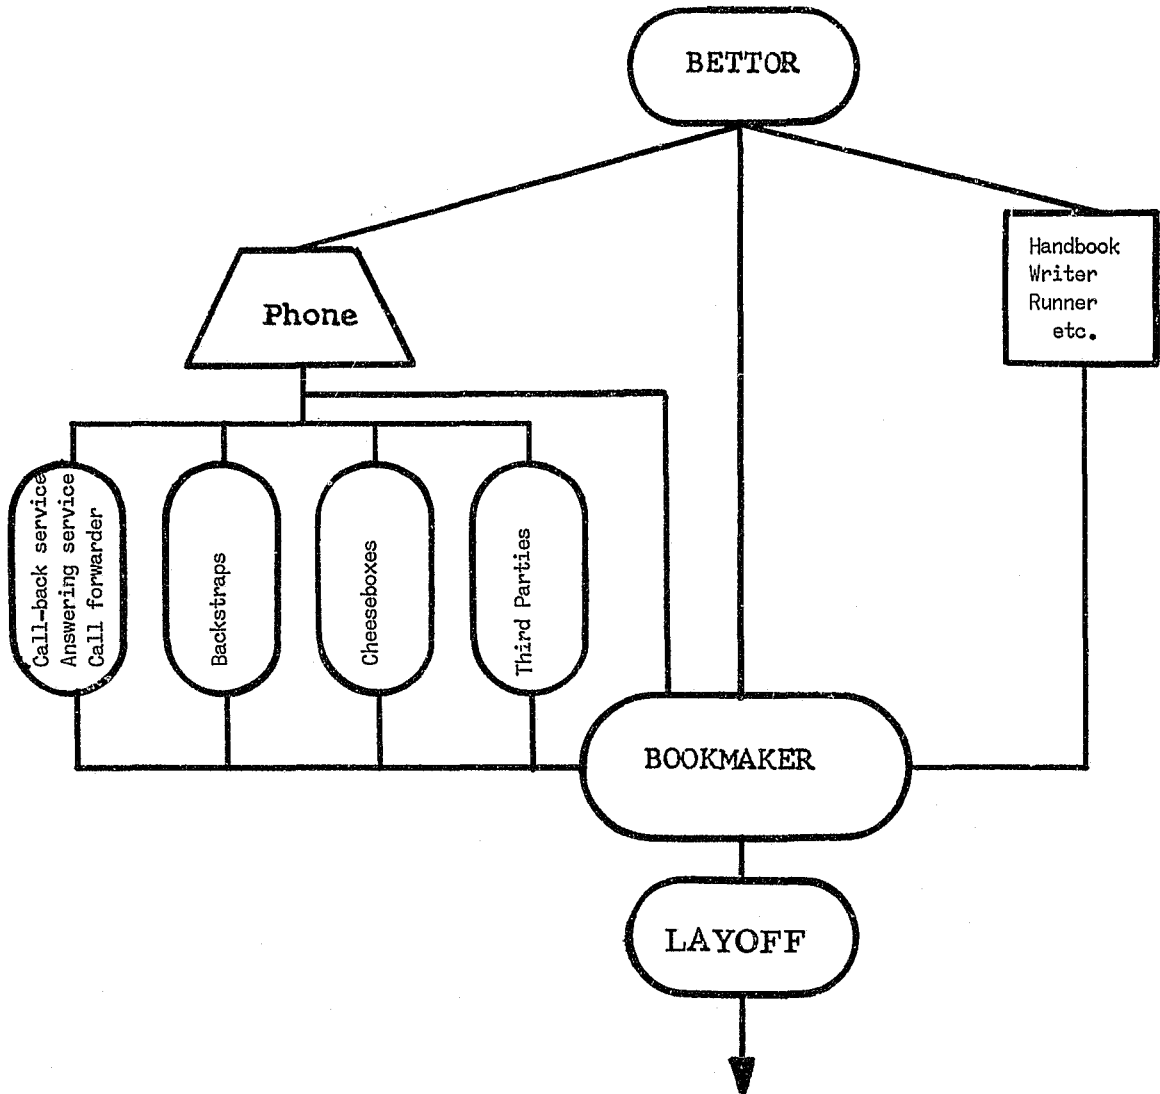 BETTOR
Handbook
Writer
Runner
etc.
Phone
Call-back service
Answering service
Call forwarder
Backstraps
Cheeseboxes
Third Parties
BOOKMAKER
LAYOFF